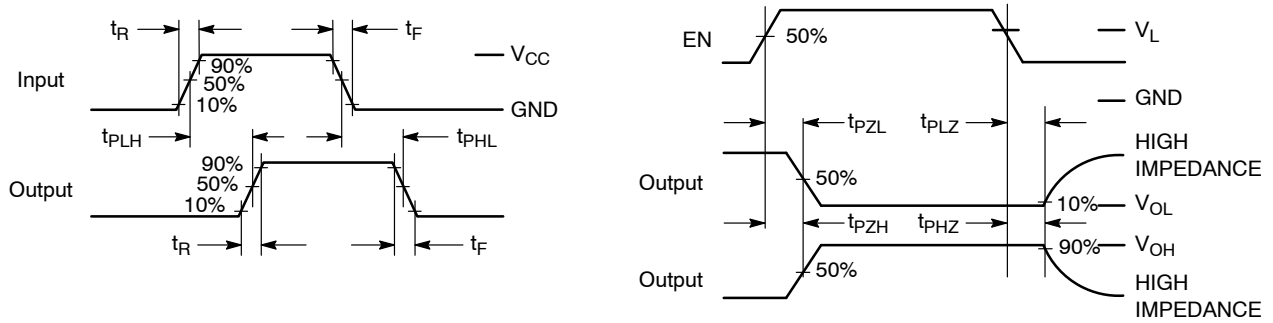 tR
tF
VCC
Input
90%
50%
10%
GND
tPLH
tPHL
Output
90%
50%
10%
tR
tF
EN
50%
VL
GND
tPZL
tPLZ
HIGH
IMPEDANCE
Output
50%
10%
VOL
tPZH
tPHZ
90%
VOH
Output
50%
HIGH
IMPEDANCE